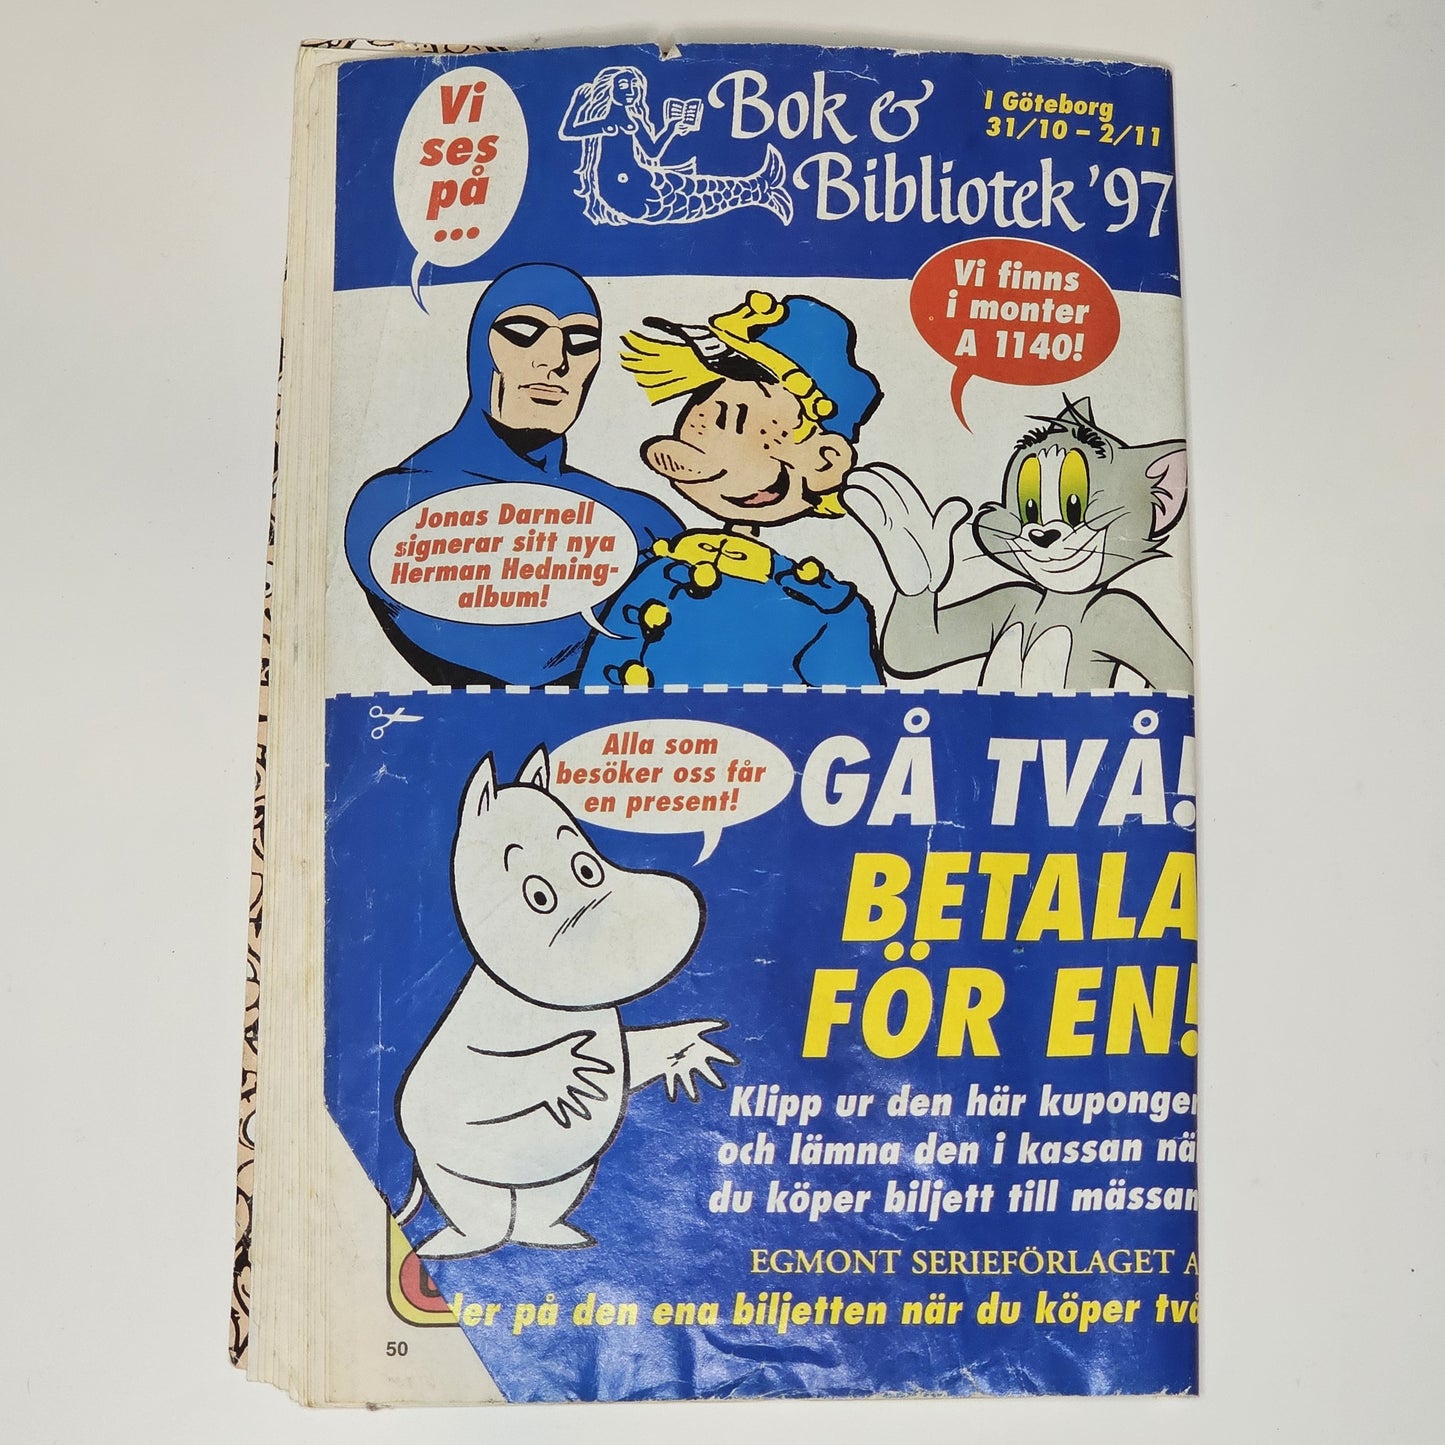 Vi
ses
på
...
Bok &
Bibliotek '97
I Göteborg
31/10 – 2/11
Vi finns
i monter
A 1140!
Jonas Darnell
signerar sitt nya
Herman Hedning-
album!
Alla som
besöker oss får
en present!
GÅ TVÅ!
BETALA
FÖR EN!
Klipp ur den här kuponge
och lämna den i kassan nä
du köper biljett till mässan
EGMONT SERIEFÖRLAGET A
der på den ena biljetten när du köper två
50